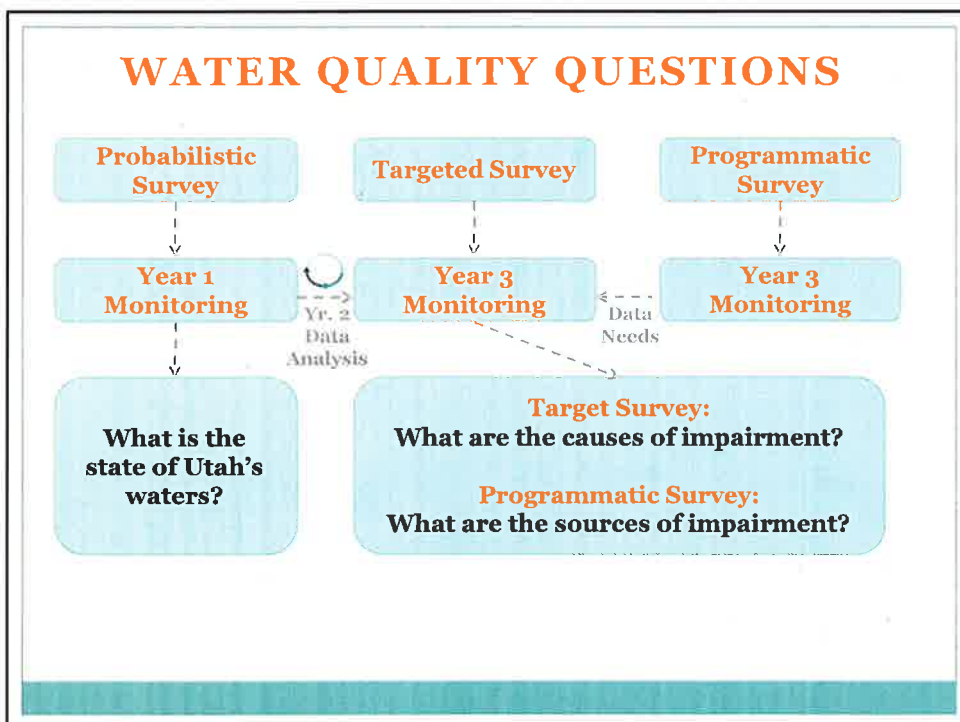 WATER QUALITY QUESTIONS
Probabilistic
Survey
Targeted Survey
Programmatic
Survey
Year 1
Monitoring
Yr. 2
Data
Analysis
Year 3
Monitoring
Data
Needs
Year 3
Monitoring
What is the
state of Utah's
waters?
Target Survey:
What are the causes of impairment?
Programmatic Survey:
What are the sources of impairment?